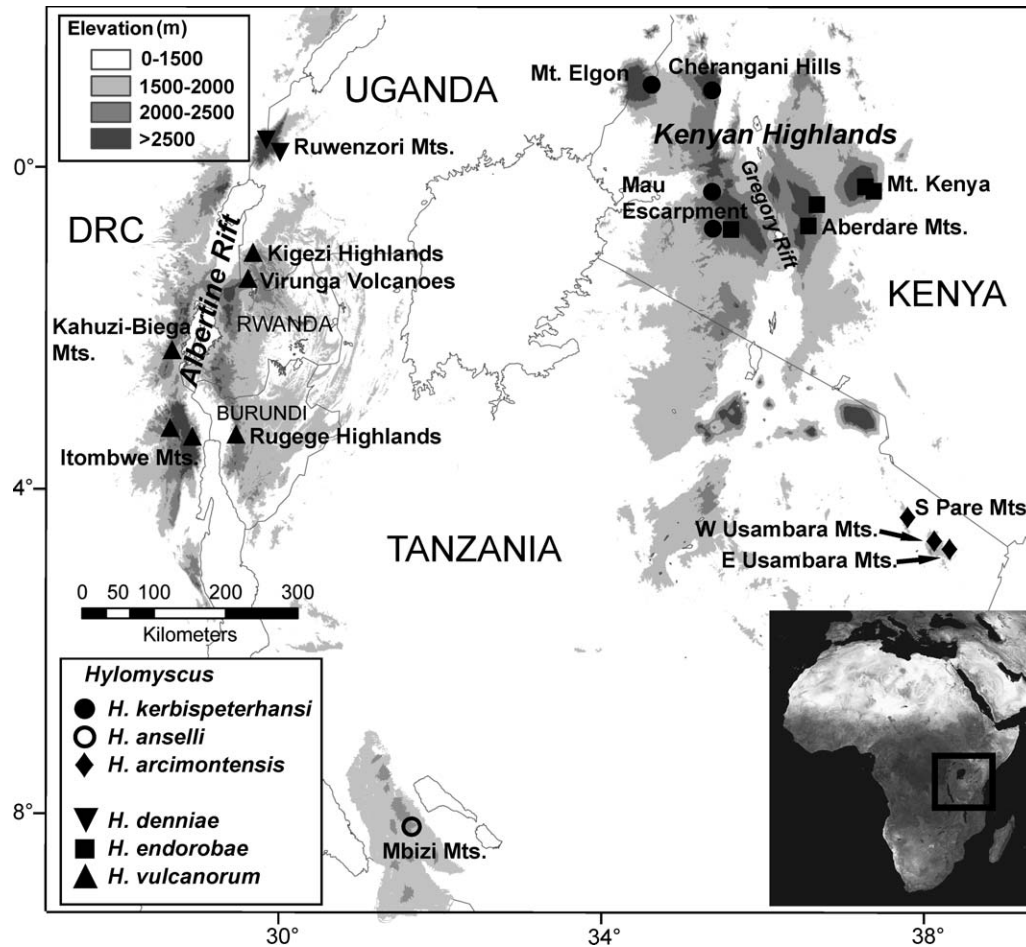 Elevation (m)
0-1500
1500-2000
2000-2500
>2500
UGANDA
Mt. Elgon
Cherangani Hills
Kenyan Highlands
Ruwenzori Mts.
0°
Mau
Escarpment
Gregory Rift
Mt. Kenya
Aberdare Mts.
DRC
Albertine Rift
Kigezi Highlands
Virunga Volcanoes
KENYA
Kahuzi-Biega
Mts.
RWANDA
BURUNDI
Rugege Highlands
Itombwe Mts.
4°
S Pare Mts.
W Usambara Mts.
E Usambara Mts.
TANZANIA
0 50 100 200 300
Kilometers
Hylomyscus
H. kerbispeterhansi
H. anselli
H. arcimontensis
H. denniae
H. endorobae
H. vulcanorum
8°
Mbizi Mts.
30°
34°
38°